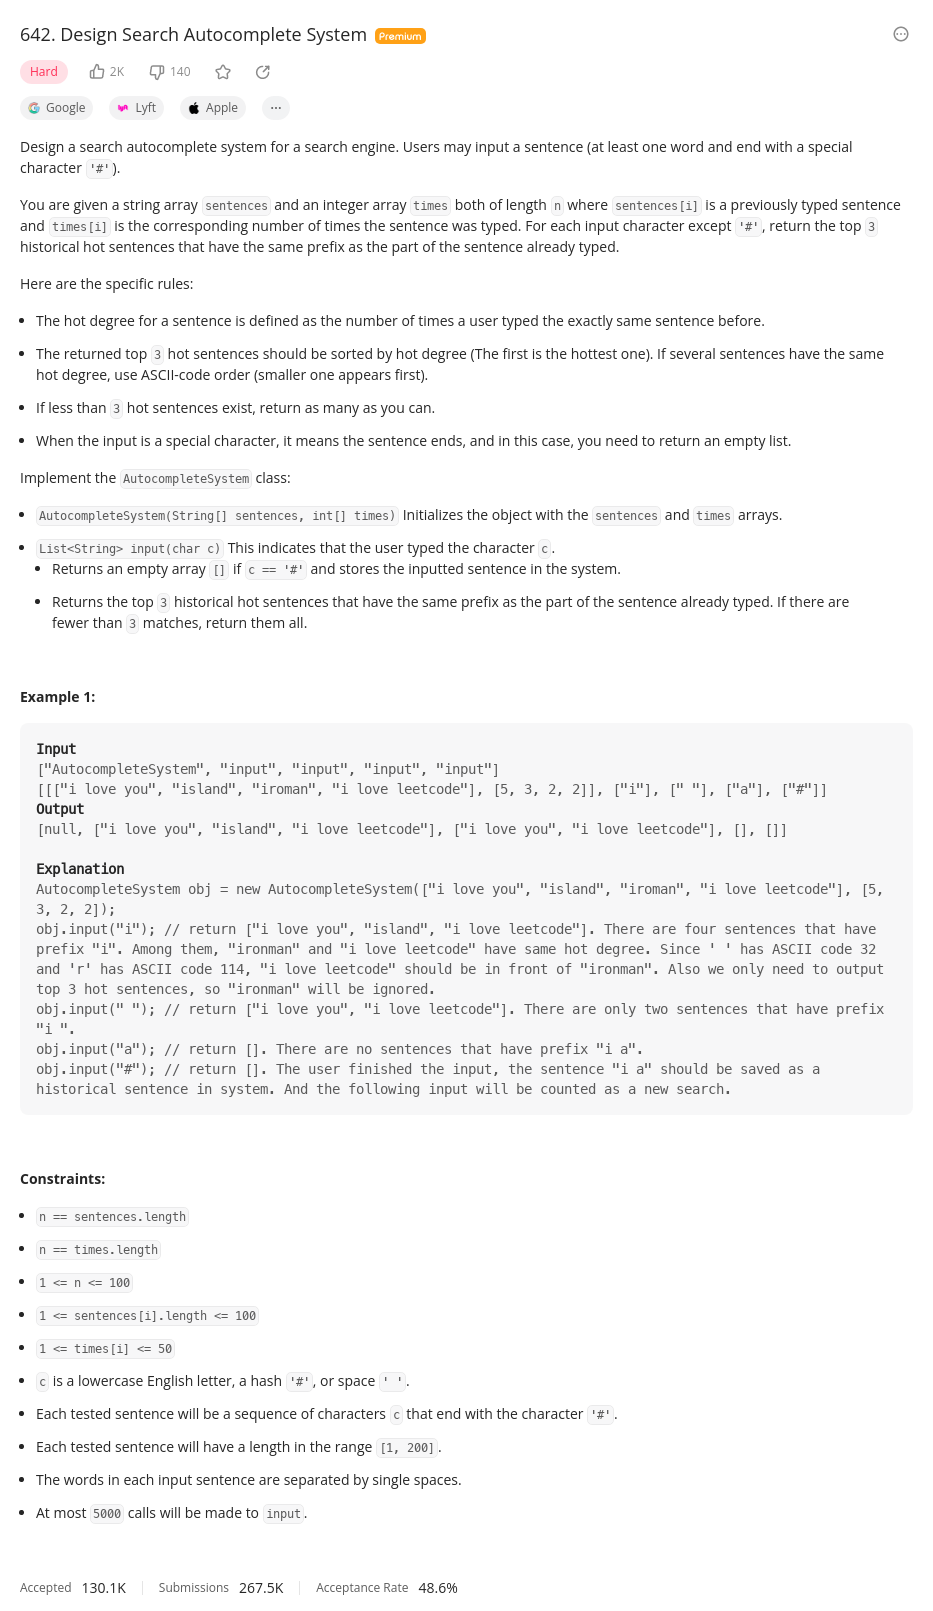 642. Design Search Autocomplete System Premium
Hard 2K 140
Google Lyft Apple ...
Design a search autocomplete system for a search engine. Users may input a sentence (at least one word and end with a special
character '#').
You are given a string array sentences and an integer array times both of length n where sentences[i] is a previously typed sentence
and times[i] is the corresponding number of times the sentence was typed. For each input character except '#', return the top 3
historical hot sentences that have the same prefix as the part of the sentence already typed.
Here are the specific rules:
• The hot degree for a sentence is defined as the number of times a user typed the exactly same sentence before.
• The returned top 3 hot sentences should be sorted by hot degree (The first is the hottest one). If several sentences have the same
hot degree, use ASCII-code order (smaller one appears first).
• If less than 3 hot sentences exist, return as many as you can.
• When the input is a special character, it means the sentence ends, and in this case, you need to return an empty list.
Implement the AutocompleteSystem class:
• AutocompleteSystem(String[] sentences, int[] times) Initializes the object with the sentences and times arrays.
• List<String> input(char c) This indicates that the user typed the character c.
• Returns an empty array [] if c == '#' and stores the inputted sentence in the system.
• Returns the top 3 historical hot sentences that have the same prefix as the part of the sentence already typed. If there are
fewer than 3 matches, return them all.
Example 1:
Input
["AutocompleteSystem", "input", "input", "input", "input"]
[[["i love you", "island", "iroman", "i love leetcode"], [5, 3, 2, 2]], ["i"], [" "], ["a"], ["#"]]
Output
[null, ["i love you", "island", "i love leetcode"], ["i love you", "i love leetcode"], [], []]
Explanation
AutocompleteSystem obj = new AutocompleteSystem(["i love you", "island", "iroman", "i love leetcode"], [5,
3, 2, 2]);
obj.input("i"); // return ["i love you", "island", "i love leetcode"]. There are four sentences that have
prefix "i". Among them, "ironman" and "i love leetcode" have same hot degree. Since ' ' has ASCII code 32
and 'r' has ASCII code 114, "i love leetcode" should be in front of "ironman". Also we only need to output
top 3 hot sentences, so "ironman" will be ignored.
obj.input(" "); // return ["i love you", "i love leetcode"]. There are only two sentences that have prefix
"i ".
obj.input("a"); // return []. There are no sentences that have prefix "i a".
obj.input("#"); // return []. The user finished the input, the sentence "i a" should be saved as a
historical sentence in system. And the following input will be counted as a new search.
Constraints:
• n == sentences.length
• n == times.length
• 1 <= n <= 100
• 1 <= sentences[i].length <= 100
• 1 <= times[i] <= 50
• c is a lowercase English letter, a hash '#', or space ' '.
• Each tested sentence will be a sequence of characters c that end with the character '#'.
• Each tested sentence will have a length in the range [1, 200].
• The words in each input sentence are separated by single spaces.
• At most 5000 calls will be made to input.
Accepted 130.1K Submissions 267.5K Acceptance Rate 48.6%